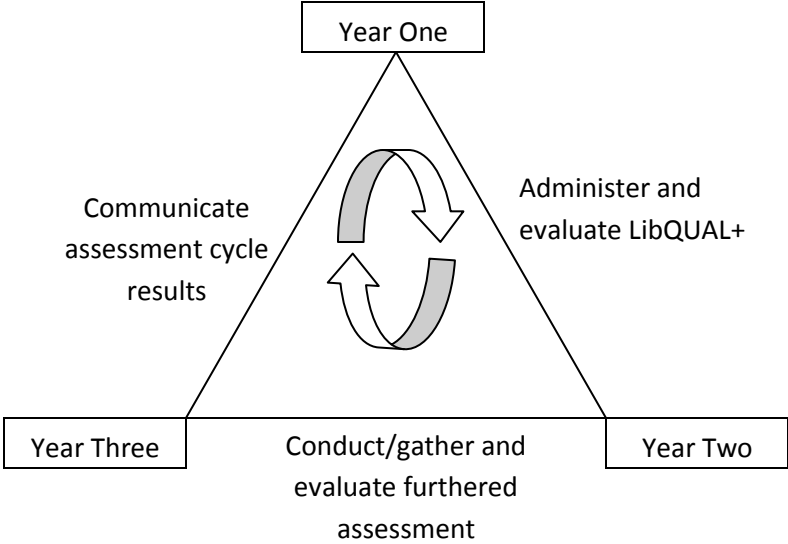 Year One
Administer and
evaluate LibQUAL+
Communicate
assessment cycle
results
Year Three
Conduct/gather and
evaluate furthered
assessment
Year Two